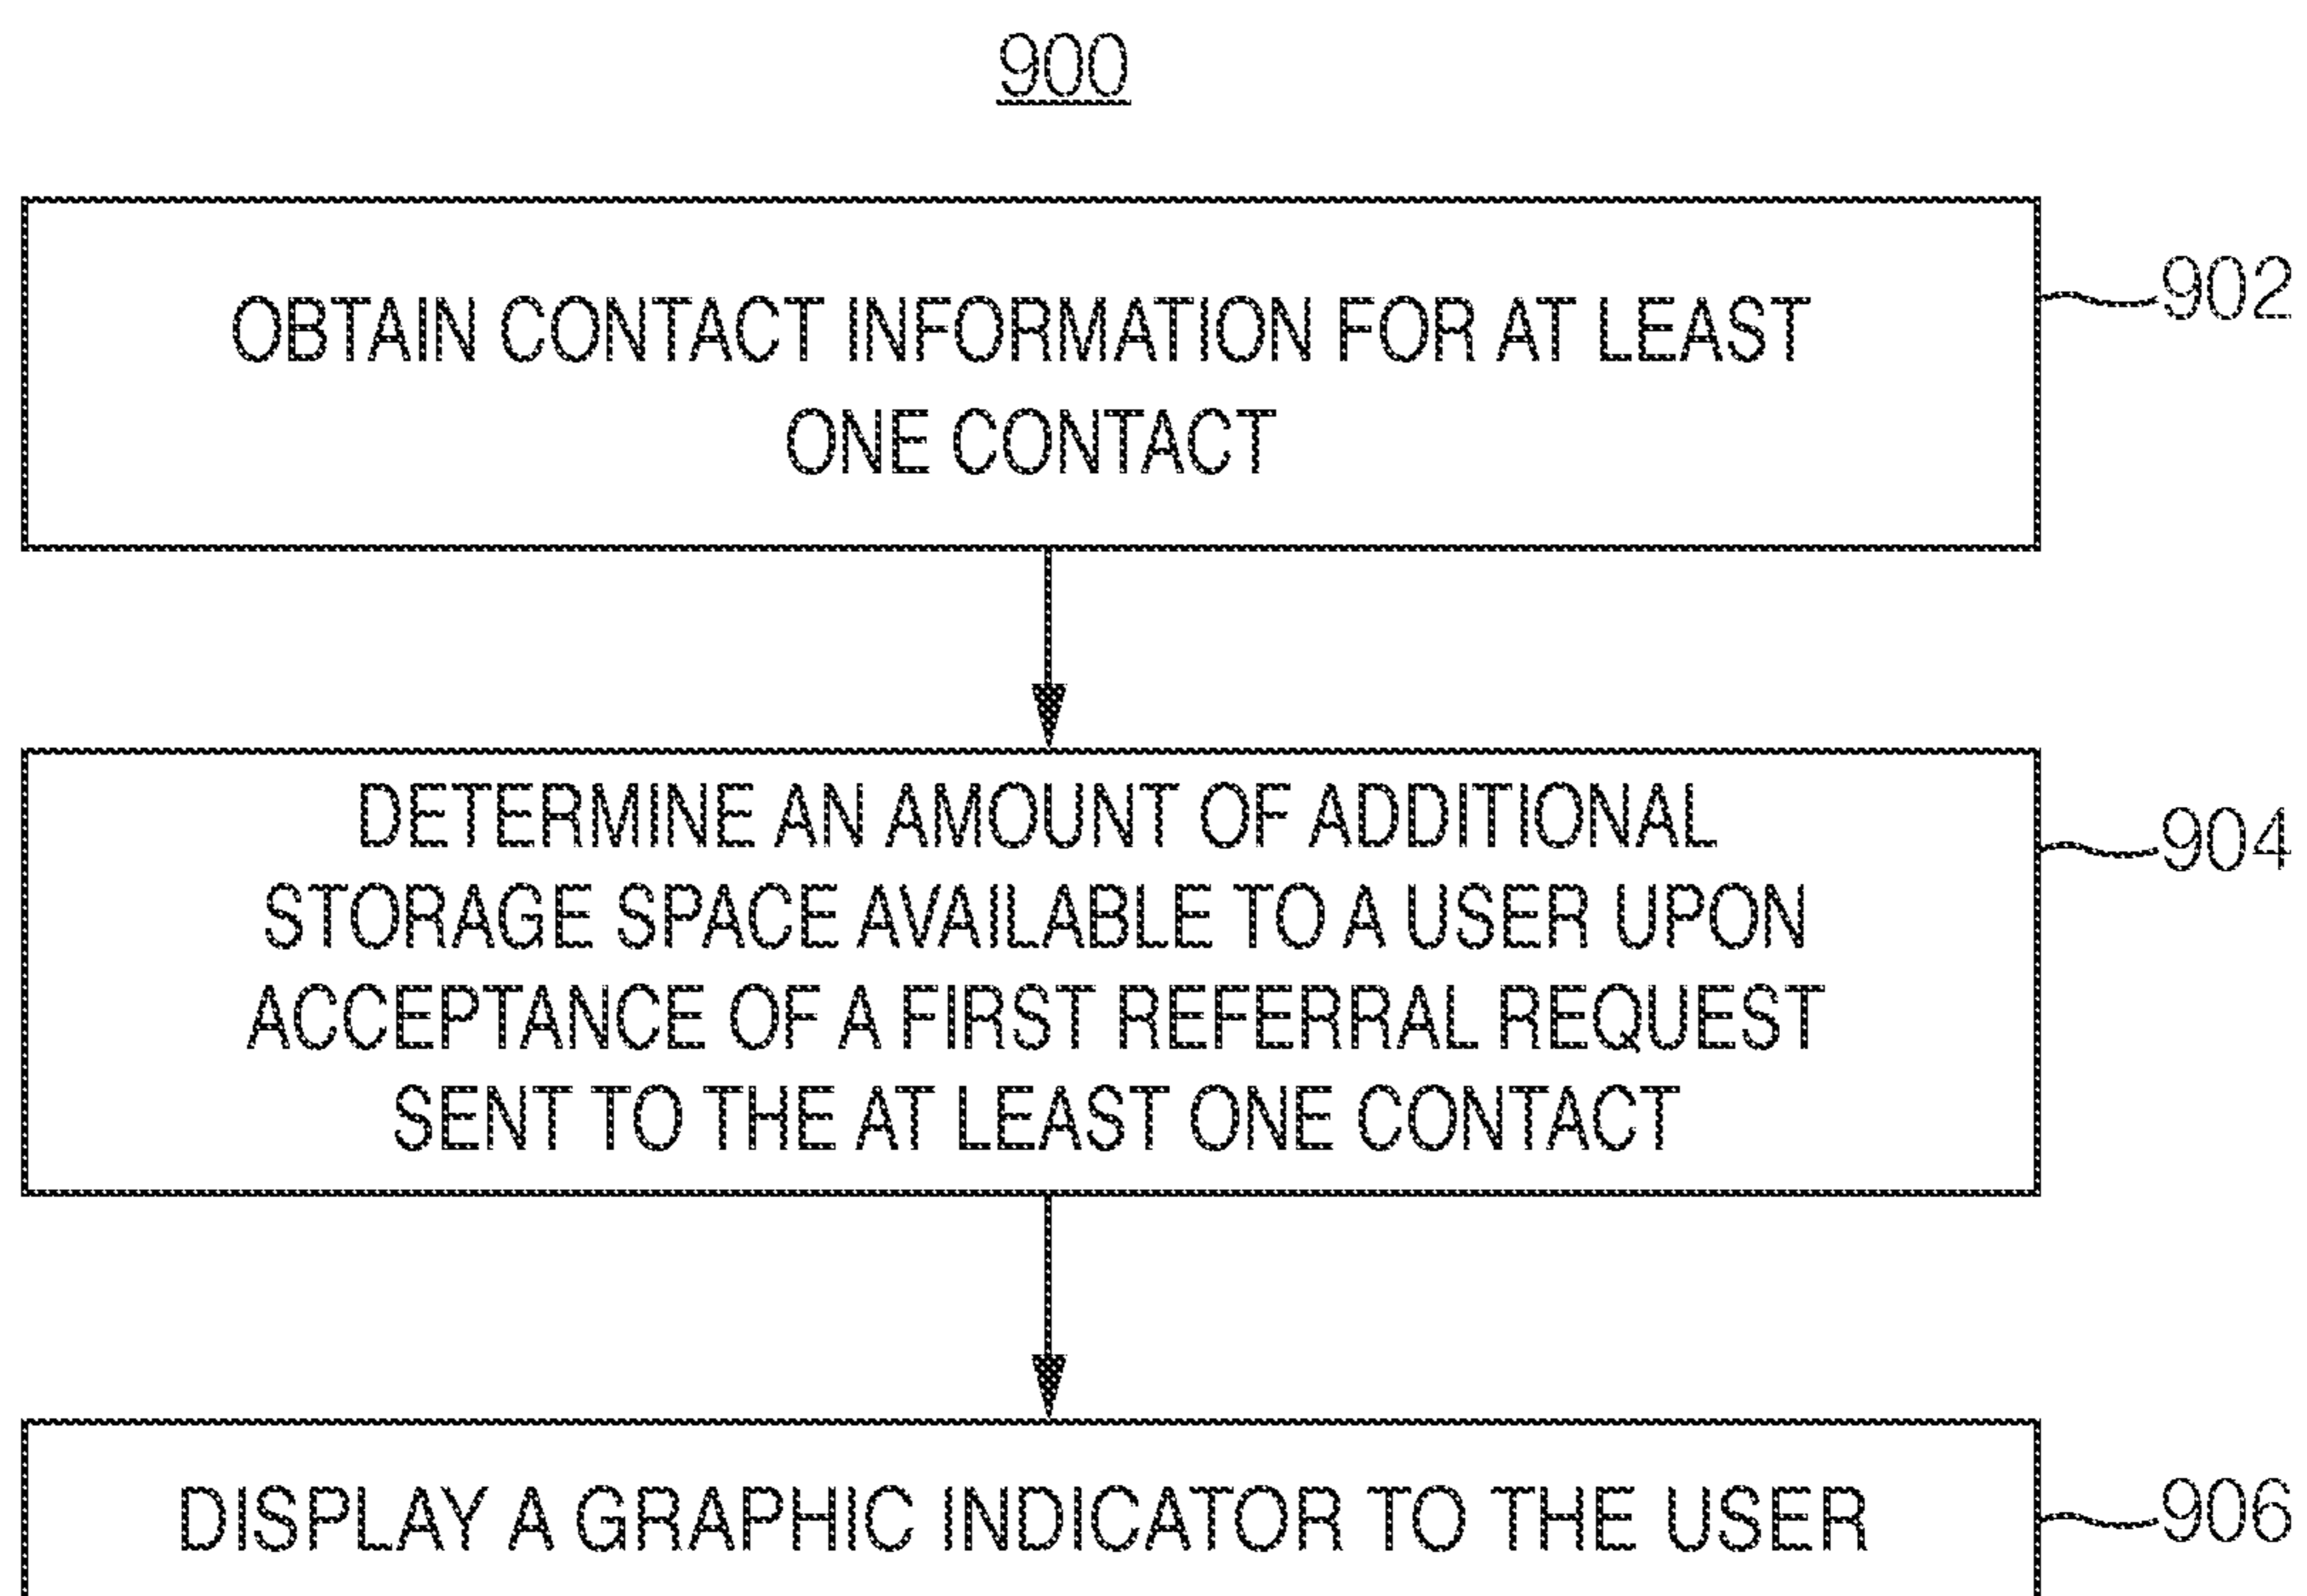 900
OBTAIN CONTACT INFORMATION FOR AT LEAST
ONE CONTACT
902
DETERMINE AN AMOUNT OF ADDITIONAL
STORAGE SPACE AVAILABLE TO A USER UPON
ACCEPTANCE OF A FIRST REFERRAL REQUEST
SENT TO THE AT LEAST ONE CONTACT
904
DISPLAY A GRAPHIC INDICATOR TO THE USER
906